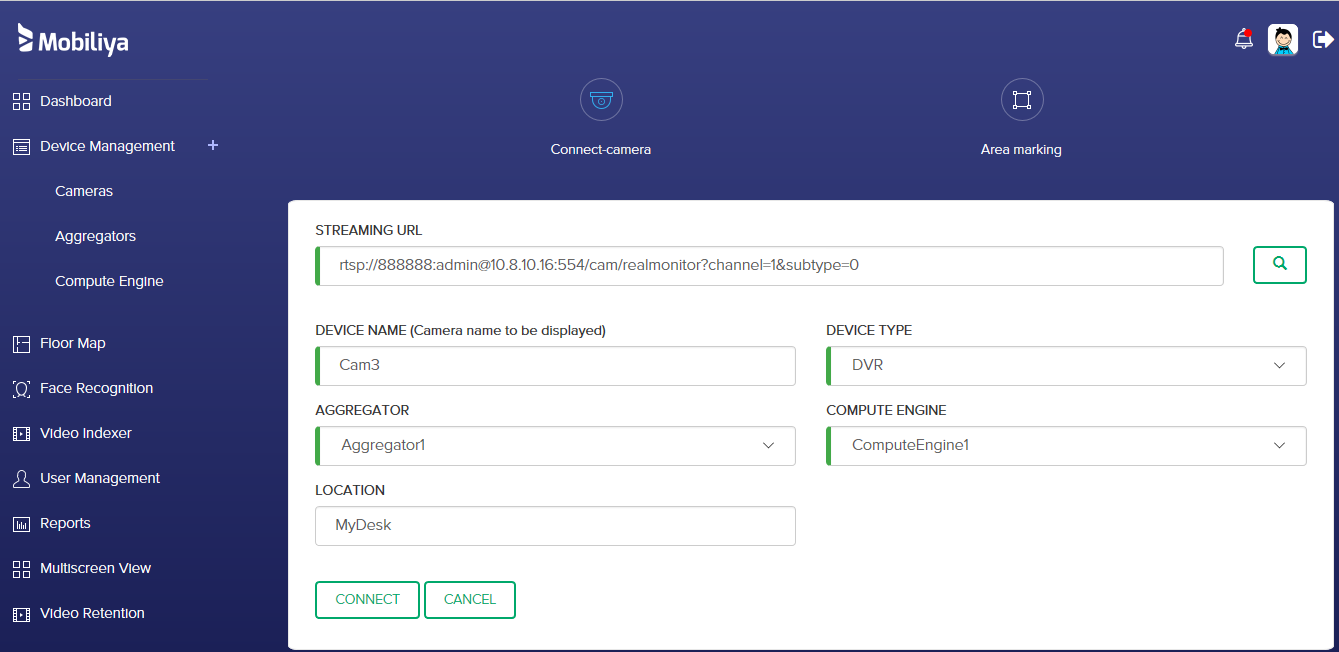 Mobiliya
Dashboard
Device Management +
Cameras
Aggregators
Compute Engine
Floor Map
Face Recognition
Video Indexer
User Management
Reports
Multiscreen View
Video Retention
Connect-camera
Area marking
STREAMING URL
rtsp://888888:admin@10.8.10.16:554/cam/realmonitor?channel=1&subtype=0
DEVICE NAME (Camera name to be displayed)
Cam3
DEVICE TYPE
DVR
AGGREGATOR
Aggregator1
COMPUTE ENGINE
ComputeEngine1
LOCATION
MyDesk
CONNECT
CANCEL